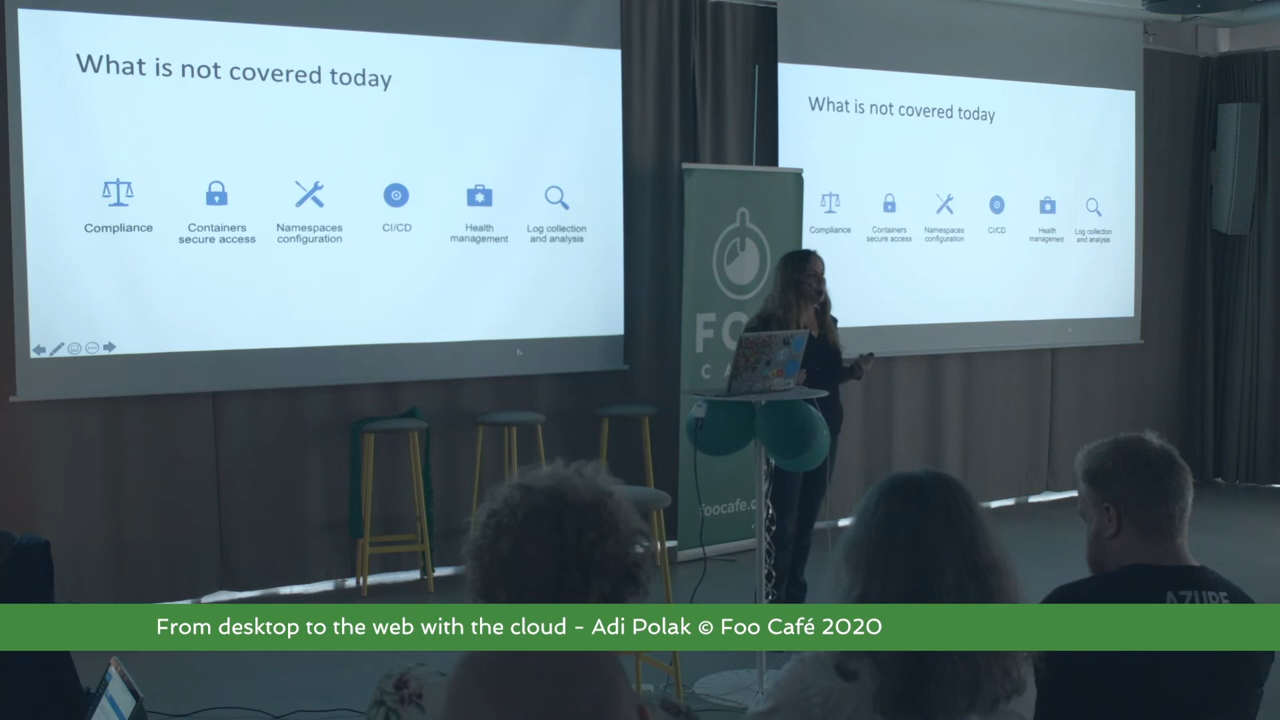 What is not covered today
Compliance
Containers
secure access
Namespaces
configuration
CI/CD
Health
management
Log collection
and analysis
What is not covered today
Compliance
Containers
secure access
Namespaces
configuration
CI/CD
Health
management
Log collection
and analysis
foocafe.
AZURE
From desktop to the web with the cloud - Adi Polak © Foo Café 2020